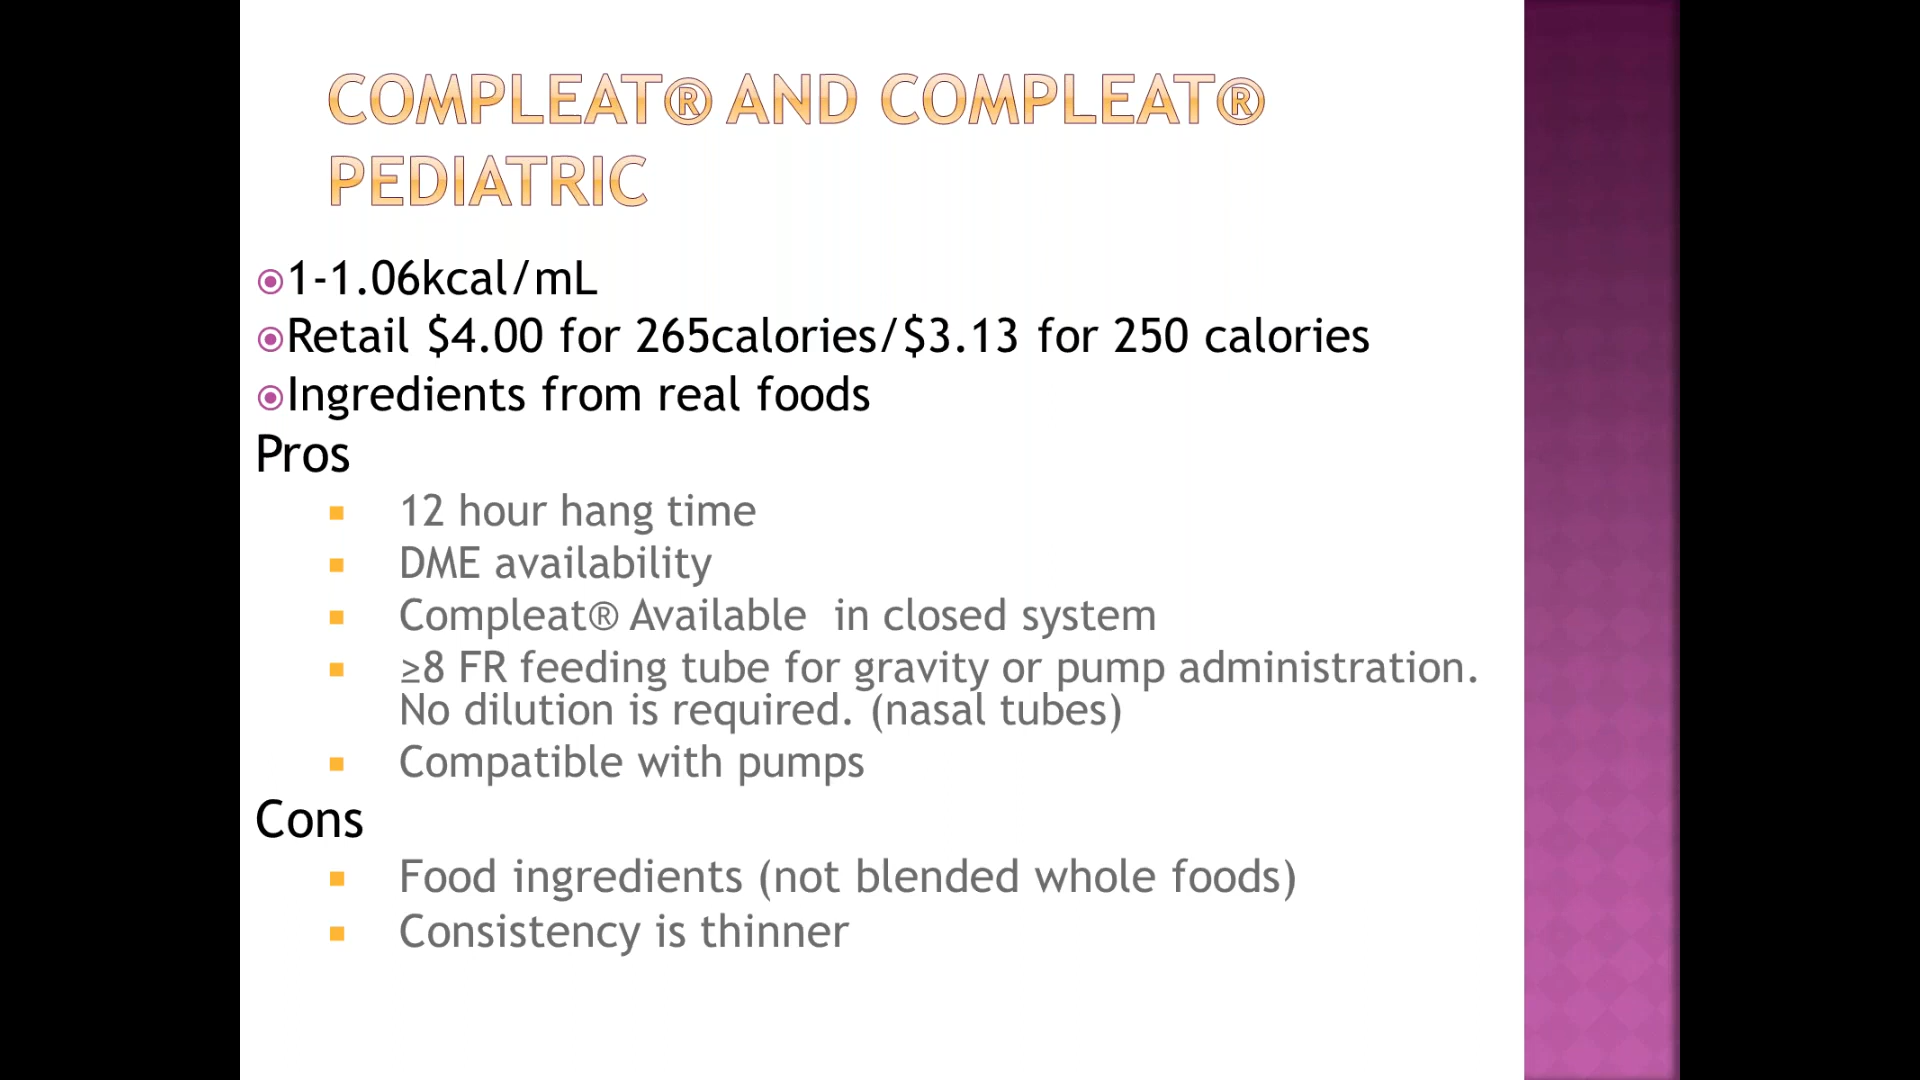 COMPLEAT® AND COMPLEAT®
PEDIATRIC
1-1.06kcal/mL
Retail $4.00 for 265calories/$3.13 for 250 calories
Ingredients from real foods
Pros
12 hour hang time
DME availability
Compleat® Available in closed system
≥8 FR feeding tube for gravity or pump administration.
No dilution is required. (nasal tubes)
Compatible with pumps
Cons
Food ingredients (not blended whole foods)
Consistency is thinner